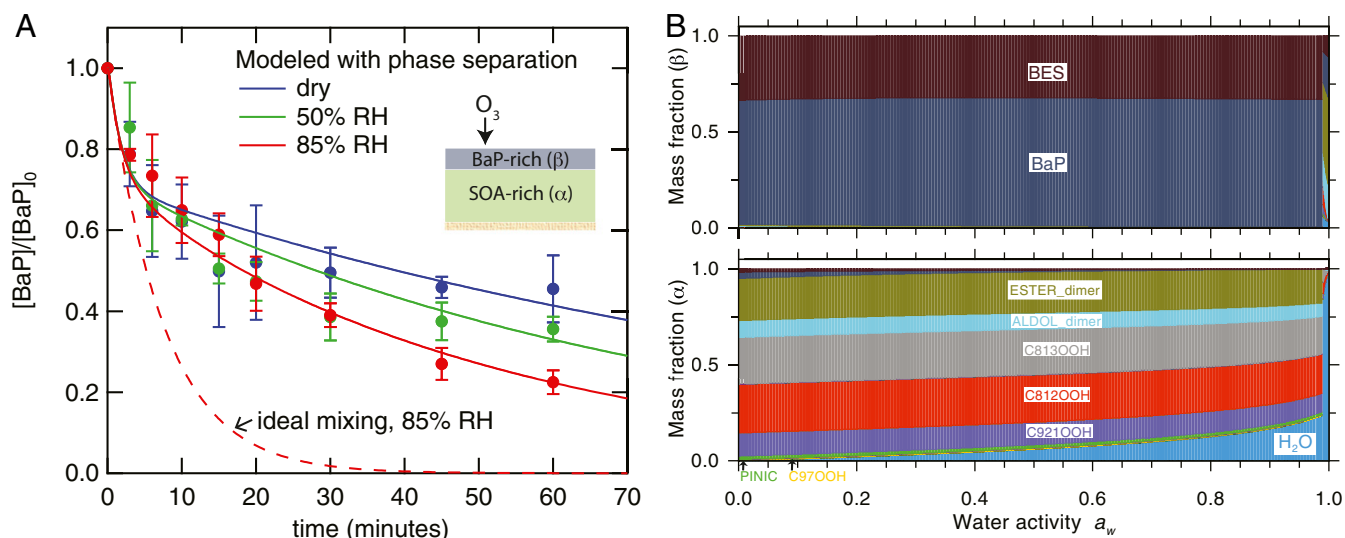 A
[BaP]/[BaP]₀
1.0
0.8
0.6
0.4
0.2
0.0
Modeled with phase separation
dry
50% RH
85% RH
O₃
BaP-rich (β)
SOA-rich (α)
ideal mixing, 85% RH
0 10 20 30 40 50 60 70
time (minutes)
B
Mass fraction (β)
1.0
0.5
0.0
BES
BaP
Mass fraction (α)
1.0
0.5
0.0
ESTER_dimer
ALDOL_dimer
C813OOH
C812OOH
C921OOH
H₂O
PINIC C97OOH
0.0 0.2 0.4 0.6 0.8 1.0
Water activity a_w